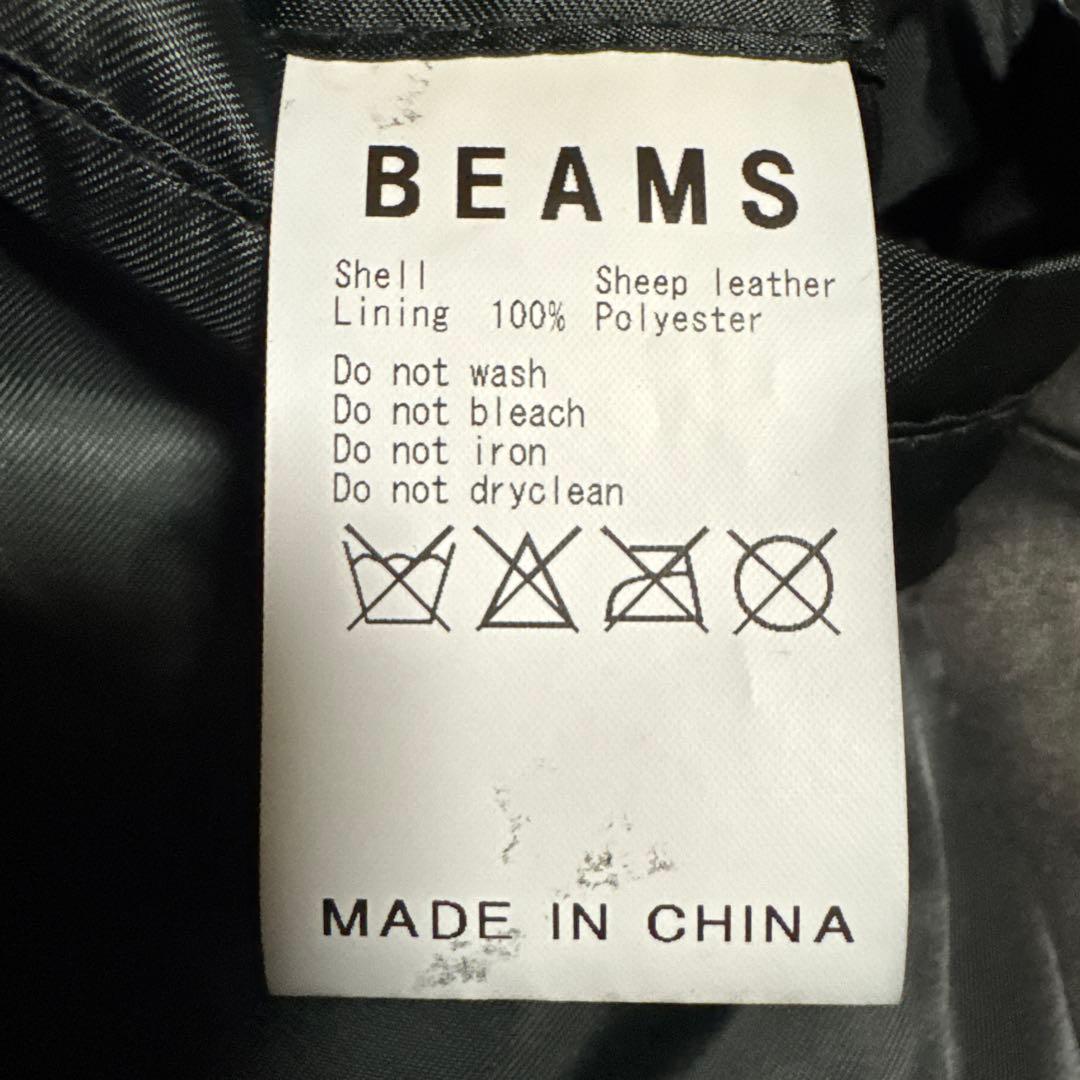 BEAMS
Shell Sheep leather
Lining 100% Polyester
Do not wash
Do not bleach
Do not iron
Do not dryclean
MADE IN CHINA